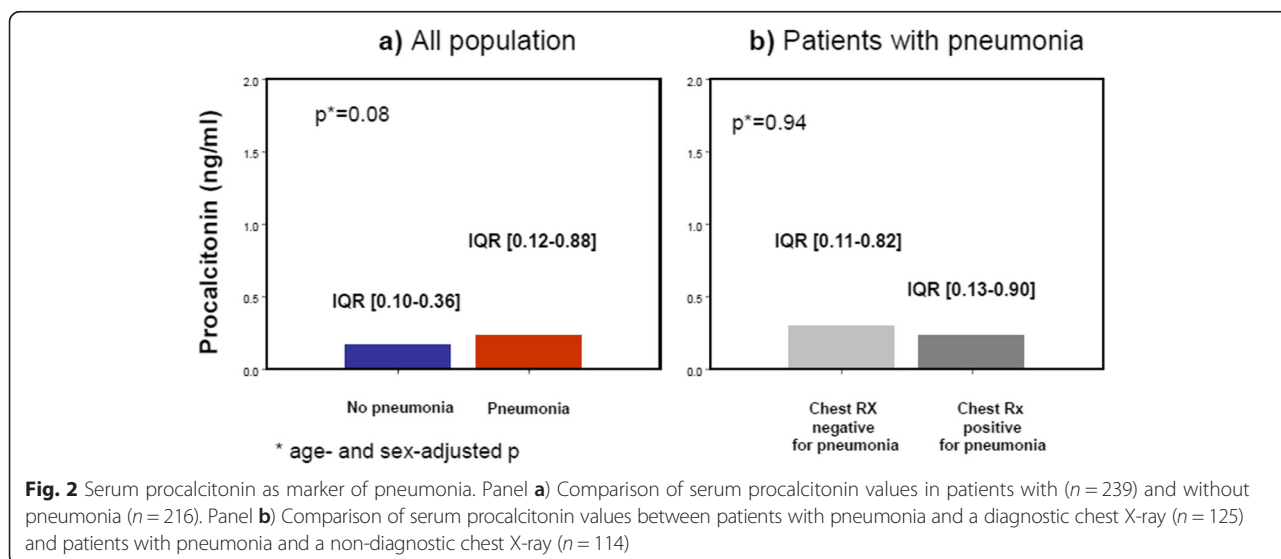 a) All population
b) Patients with pneumonia
Procalcitonin (ng/ml)
2.0
1.5
1.0
0.5
0.0
p*=0.08
IQR [0.10-0.36]
IQR [0.12-0.88]
No pneumonia
Pneumonia
* age- and sex-adjusted p
2.0
1.5
1.0
0.5
0.0
p*=0.94
IQR [0.11-0.82]
IQR [0.13-0.90]
Chest RX
negative
for pneumonia
Chest Rx
positive
for pneumonia
Fig. 2 Serum procalcitonin as marker of pneumonia. Panel a) Comparison of serum procalcitonin values in patients with (n = 239) and without
pneumonia (n = 216). Panel b) Comparison of serum procalcitonin values between patients with pneumonia and a diagnostic chest X-ray (n = 125)
and patients with pneumonia and a non-diagnostic chest X-ray (n = 114)